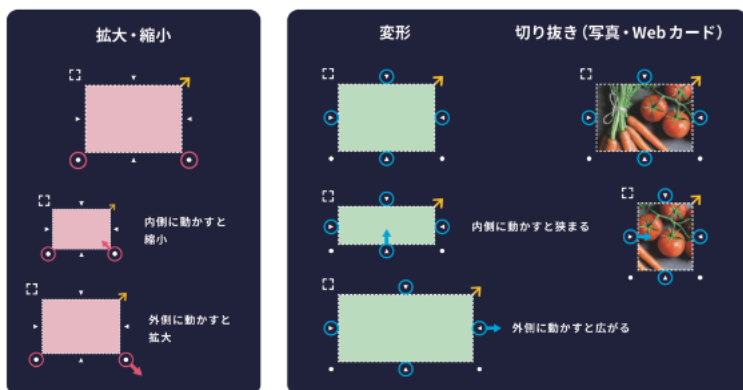 拡大・縮小
内側に動かすと
縮小
外側に動かすと
拡大
変形
切り抜き（写真・Webカード）
内側に動かすと狭まる
外側に動かすと広がる